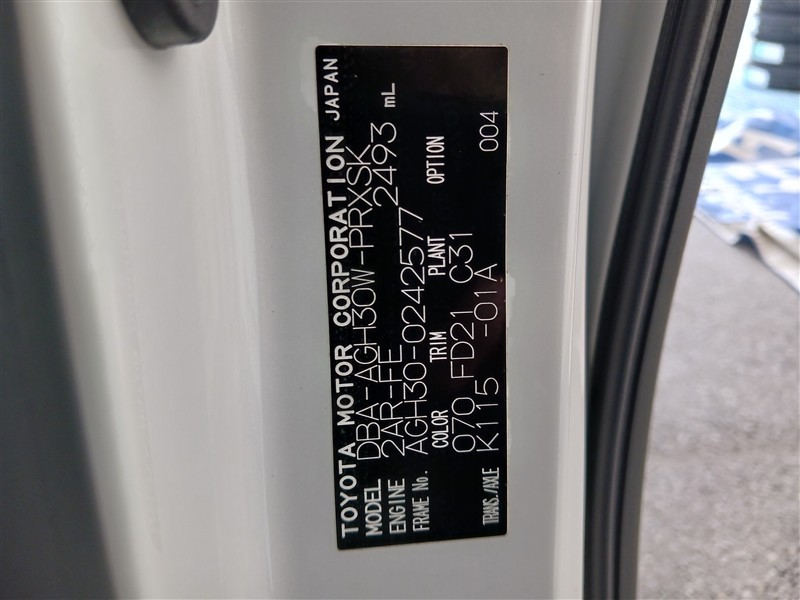 TOYOTA MOTOR CORPORATION JAPAN
MODEL DBA-AGH30W-PRXSK
ENGINE 2AR-FE 2493 mL
FRAME No. AGH30-0242577
COLOR TRIM PLANT OPTION
070 FD21 C31 004
TRANS./AXLE K115 -01A